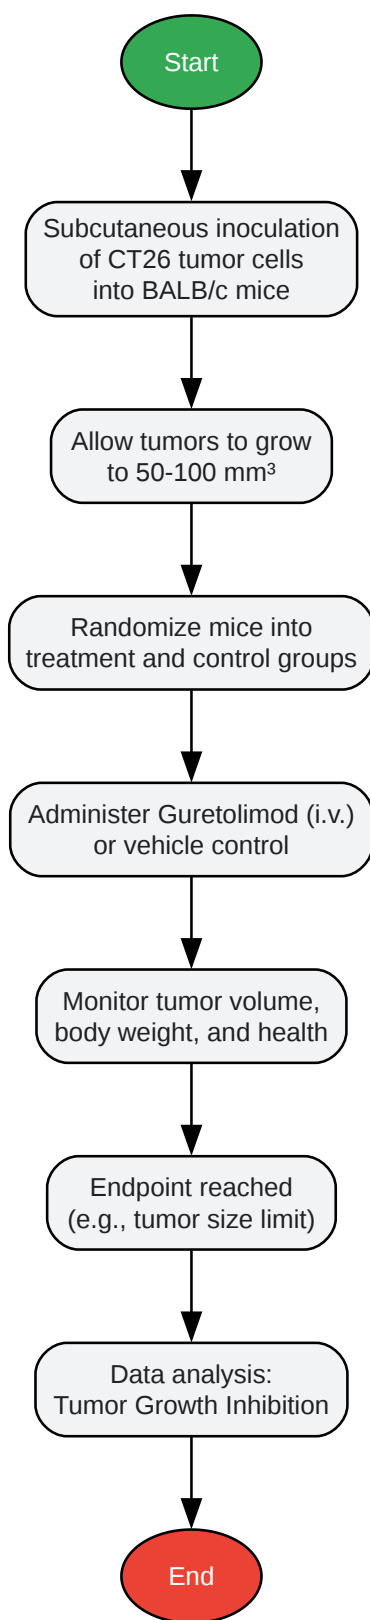 Start
Subcutaneous inoculation
of CT26 tumor cells
into BALB/c mice
Allow tumors to grow
to 50-100 mm³
Randomize mice into
treatment and control groups
Administer Guretolimod (i.v.)
or vehicle control
Monitor tumor volume,
body weight, and health
Endpoint reached
(e.g., tumor size limit)
Data analysis:
Tumor Growth Inhibition
End